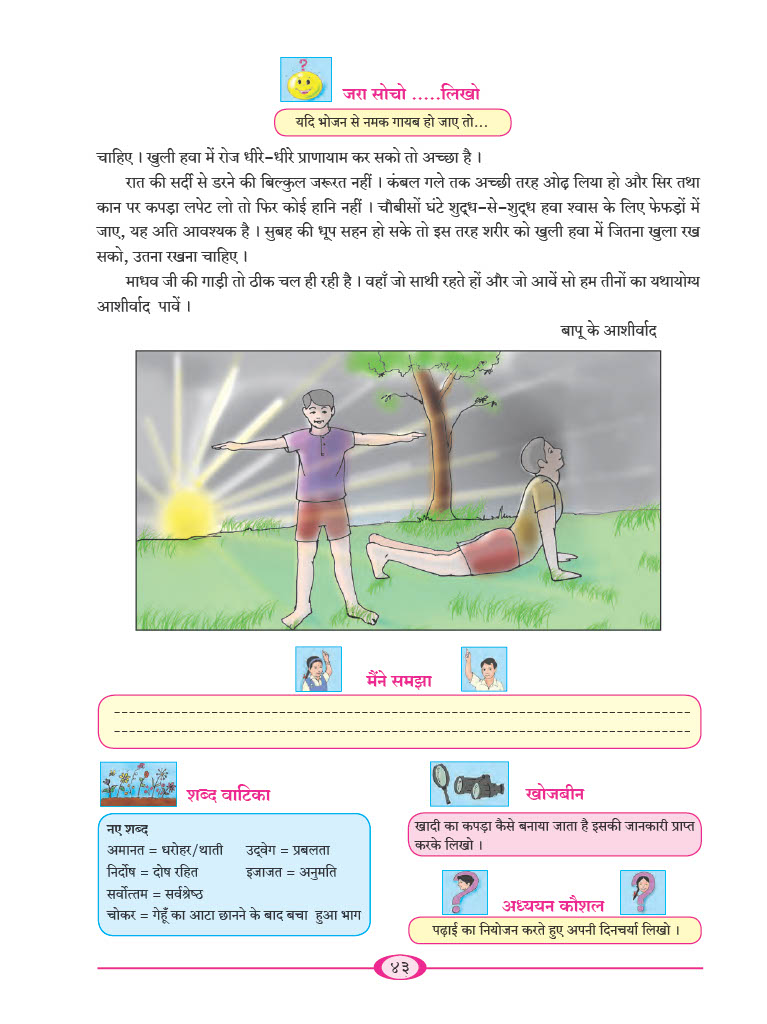 ?
जरा सोचो .....लिखो
यदि भोजन से नमक गायब हो जाए तो...
चाहिए । खुली हवा में रोज धीरे-धीरे प्राणायाम कर सको तो अच्छा है ।
रात की सर्दी से डरने की बिल्कुल जरूरत नहीं । कंबल गले तक अच्छी तरह ओढ़ लिया हो और सिर तथा
कान पर कपड़ा लपेट लो तो फिर कोई हानि नहीं । चौबीसों घंटे शुद्ध-से-शुद्ध हवा श्वास के लिए फेफड़ों में
जाए, यह अति आवश्यक है । सुबह की धूप सहन हो सके तो इस तरह शरीर को खुली हवा में जितना खुला रख
सको, उतना रखना चाहिए ।
माधव जी की गाड़ी तो ठीक चल ही रही है । वहाँ जो साथी रहते हों और जो आवें सो हम तीनों का यथायोग्य
आशीर्वाद पावें ।
बापू के आशीर्वाद
मैंने समझा
शब्द वाटिका
नए शब्द
अमानत = धरोहर/थाती उद्वेग = प्रबलता
निर्दोष = दोष रहित इजाजत = अनुमति
सर्वोत्तम = सर्वश्रेष्ठ
चोकर = गेहूँ का आटा छानने के बाद बचा हुआ भाग
खोजबीन
खादी का कपड़ा कैसे बनाया जाता है इसकी जानकारी प्राप्त
करके लिखो ।
?
अध्ययन कौशल
?
पढ़ाई का नियोजन करते हुए अपनी दिनचर्या लिखो ।
४३